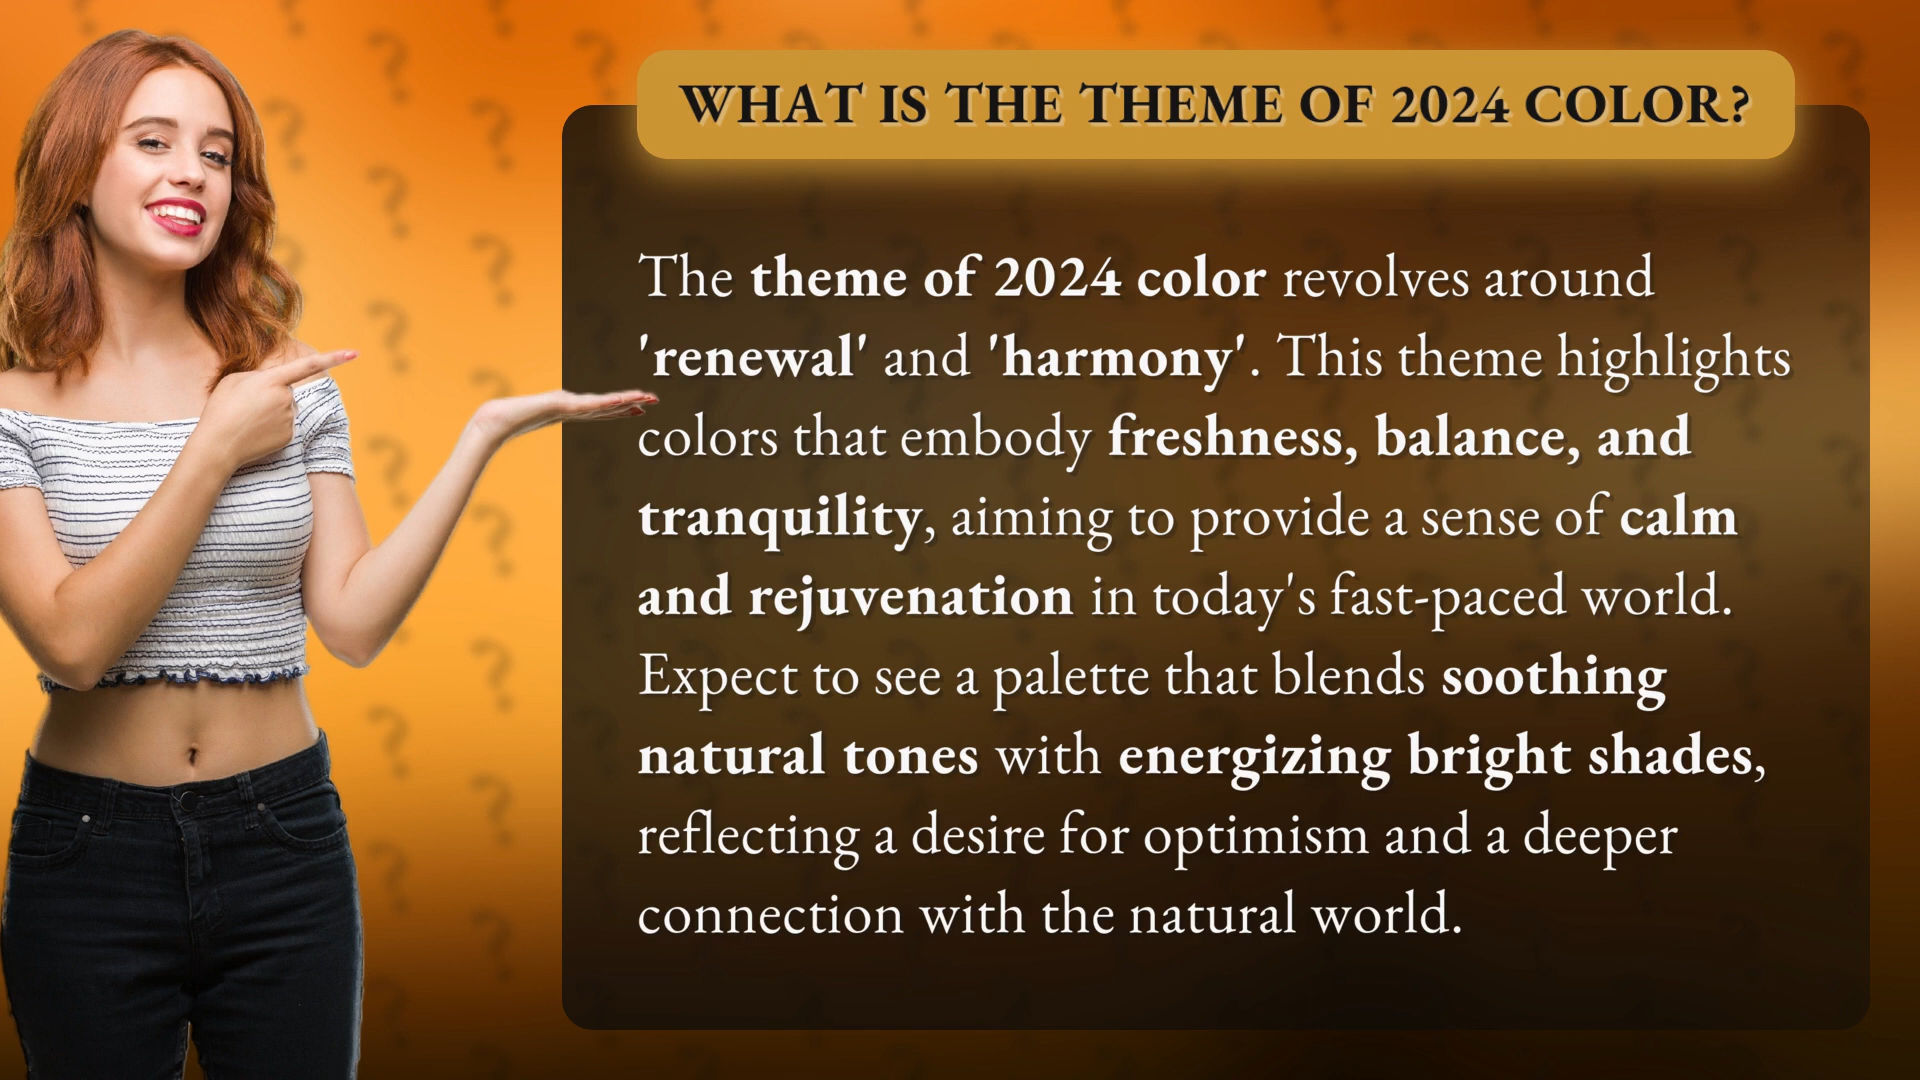 WHAT IS THE THEME OF 2024 COLOR?
The theme of 2024 color revolves around
'renewal' and 'harmony'. This theme highlights
colors that embody freshness, balance, and
tranquility, aiming to provide a sense of calm
and rejuvenation in today's fast-paced world.
Expect to see a palette that blends soothing
natural tones with energizing bright shades,
reflecting a desire for optimism and a deeper
connection with the natural world.